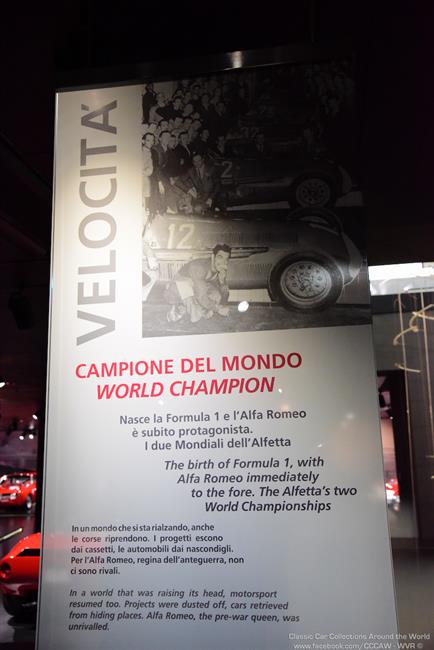 VELOCITÀ
12
CAMPIONE DEL MONDO
WORLD CHAMPION
Nasce la Formula 1 e l'Alfa Romeo
è subito protagonista.
I due Mondiali dell'Alfetta
The birth of Formula 1, with
Alfa Romeo immediately
to the fore. The Alfetta's two
World Championships
In un mondo che si sta rialzando, anche
le corse riprendono. I progetti escono
dai cassetti, le automobili dai nascondigli.
Per l'Alfa Romeo, regina dell'anteguerra, non
ci sono rivali.
In a world that was raising its head, motorsport
resumed too. Projects were dusted off, cars retrieved
from hiding places. Alfa Romeo, the pre-war queen, was
unrivalled.
Classic Car Collections Around the World
www.facebook.com/CCCAW - WVR ©